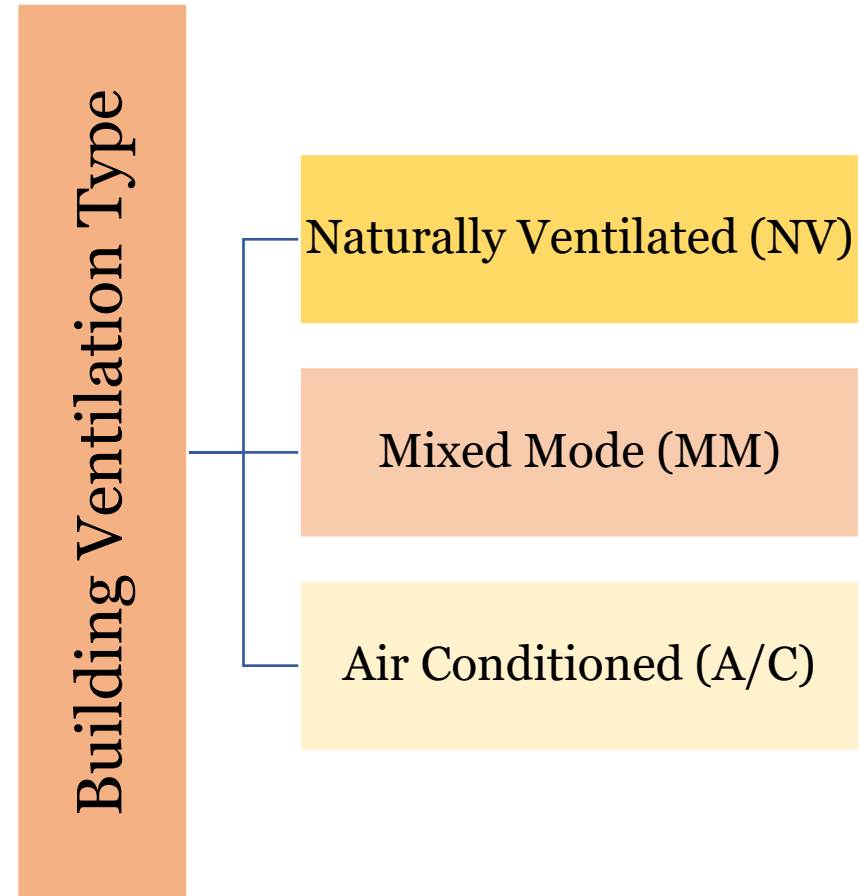 Building Ventilation Type
Naturally Ventilated (NV)
Mixed Mode (MM)
Air Conditioned (A/C)